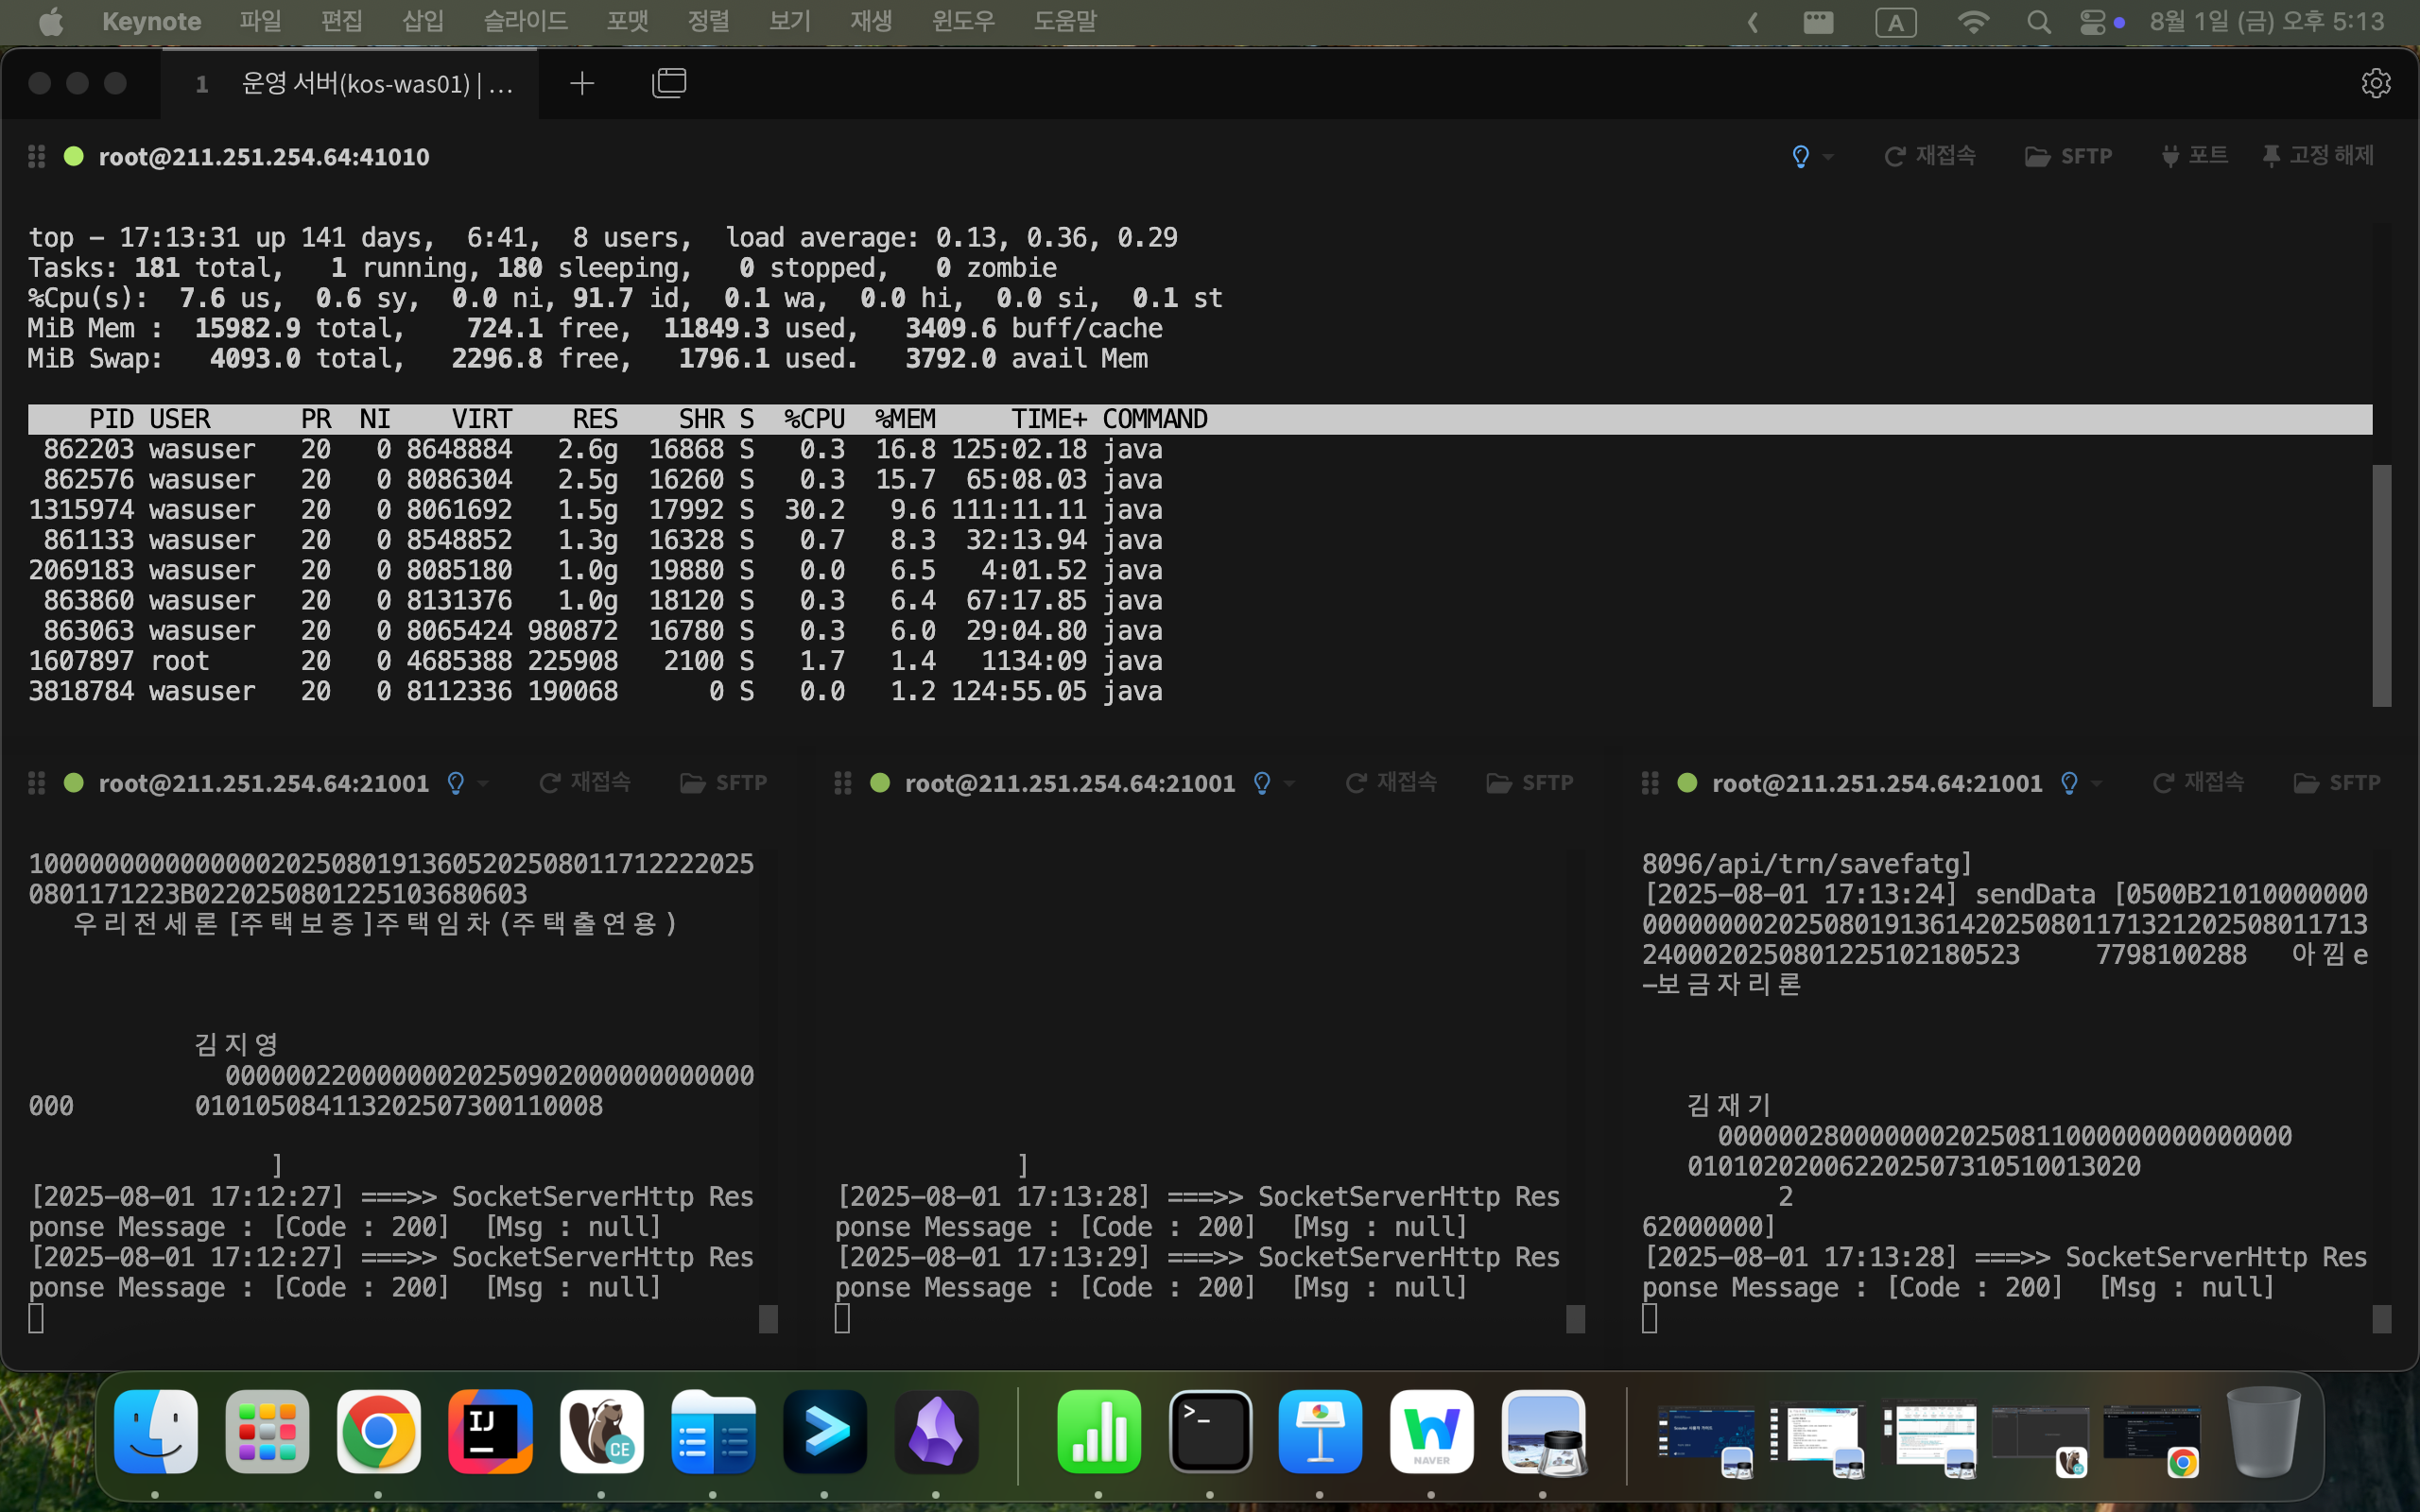 Keynote 파일 편집 삽입 슬라이드 포맷 정렬 보기 재생 윈도우 도움말 A 8월 1일 (금) 오후 5:13
1 운영 서버(kos-was01) | ...
root@211.251.254.64:41010 재접속 SFTP 포트 고정 해제
top - 17:13:31 up 141 days, 6:41, 8 users, load average: 0.13, 0.36, 0.29
Tasks: 181 total, 1 running, 180 sleeping, 0 stopped, 0 zombie
%Cpu(s): 7.6 us, 0.6 sy, 0.0 ni, 91.7 id, 0.1 wa, 0.0 hi, 0.0 si, 0.1 st
MiB Mem : 15982.9 total, 724.1 free, 11849.3 used, 3409.6 buff/cache
MiB Swap: 4093.0 total, 2296.8 free, 1796.1 used. 3792.0 avail Mem
PID USER PR NI VIRT RES SHR S %CPU %MEM TIME+ COMMAND
862203 wasuser 20 0 8648884 2.6g 16868 S 0.3 16.8 125:02.18 java
862576 wasuser 20 0 8086304 2.5g 16260 S 0.3 15.7 65:08.03 java
1315974 wasuser 20 0 8061692 1.5g 17992 S 30.2 9.6 111:11.11 java
861133 wasuser 20 0 8548852 1.3g 16328 S 0.7 8.3 32:13.94 java
2069183 wasuser 20 0 8085180 1.0g 19880 S 0.0 6.5 4:01.52 java
863860 wasuser 20 0 8131376 1.0g 18120 S 0.3 6.4 67:17.85 java
863063 wasuser 20 0 8065424 980872 16780 S 0.3 6.0 29:04.80 java
1607897 root 20 0 4685388 225908 2100 S 1.7 1.4 1134:09 java
3818784 wasuser 20 0 8112336 190068 0 S 0.0 1.2 124:55.05 java
root@211.251.254.64:21001 재접속 SFTP
100000000000000020250801913605202508011712222025
0801171223B0220250801225103680603
우리전세론 [주택보증]주택임차 (주택출연용)
김지영
00000022000000020250902000000000000
000 010105084113202507300110008
]
[2025-08-01 17:12:27] ===>> SocketServerHttp Res
ponse Message : [Code : 200] [Msg : null]
[2025-08-01 17:12:27] ===>> SocketServerHttp Res
ponse Message : [Code : 200] [Msg : null]
root@211.251.254.64:21001 재접속 SFTP
]
[2025-08-01 17:13:28] ===>> SocketServerHttp Res
ponse Message : [Code : 200] [Msg : null]
[2025-08-01 17:13:29] ===>> SocketServerHttp Res
ponse Message : [Code : 200] [Msg : null]
root@211.251.254.64:21001 재접속 SFTP
8096/api/trn/savefatg]
[2025-08-01 17:13:24] sendData [0500B21010000000
000000002025080191361420250801171321202508011713
2400020250801225102180523 7798100288 아낌e
-보금자리론
김재기
00000028000000020250811000000000000000
010102020062202507310510013020
2
62000000]
[2025-08-01 17:13:28] ===>> SocketServerHttp Res
ponse Message : [Code : 200] [Msg : null]
IJ
CE
>_
NAVER